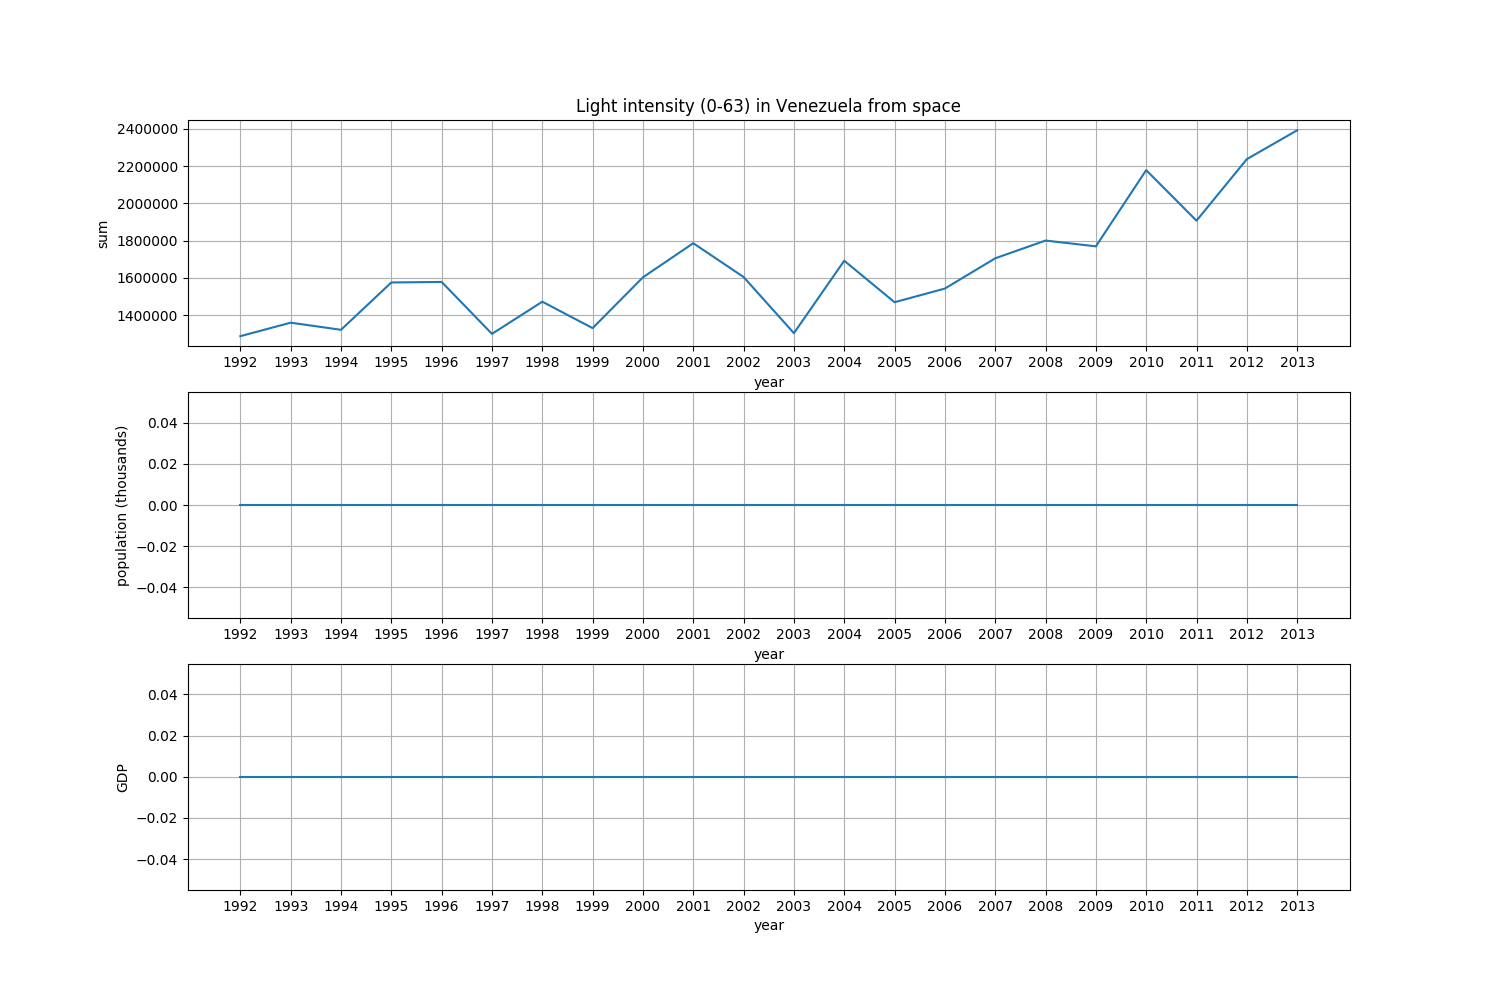 Light intensity (0-63) in Venezuela from space
2400000
2200000
2000000
1800000
1600000
1400000
sum
1992 1993 1994 1995 1996 1997 1998 1999 2000 2001 2002 2003 2004 2005 2006 2007 2008 2009 2010 2011 2012 2013
year
0.04
0.02
0.00
−0.02
−0.04
population (thousands)
1992 1993 1994 1995 1996 1997 1998 1999 2000 2001 2002 2003 2004 2005 2006 2007 2008 2009 2010 2011 2012 2013
year
0.04
0.02
0.00
−0.02
−0.04
GDP
1992 1993 1994 1995 1996 1997 1998 1999 2000 2001 2002 2003 2004 2005 2006 2007 2008 2009 2010 2011 2012 2013
year